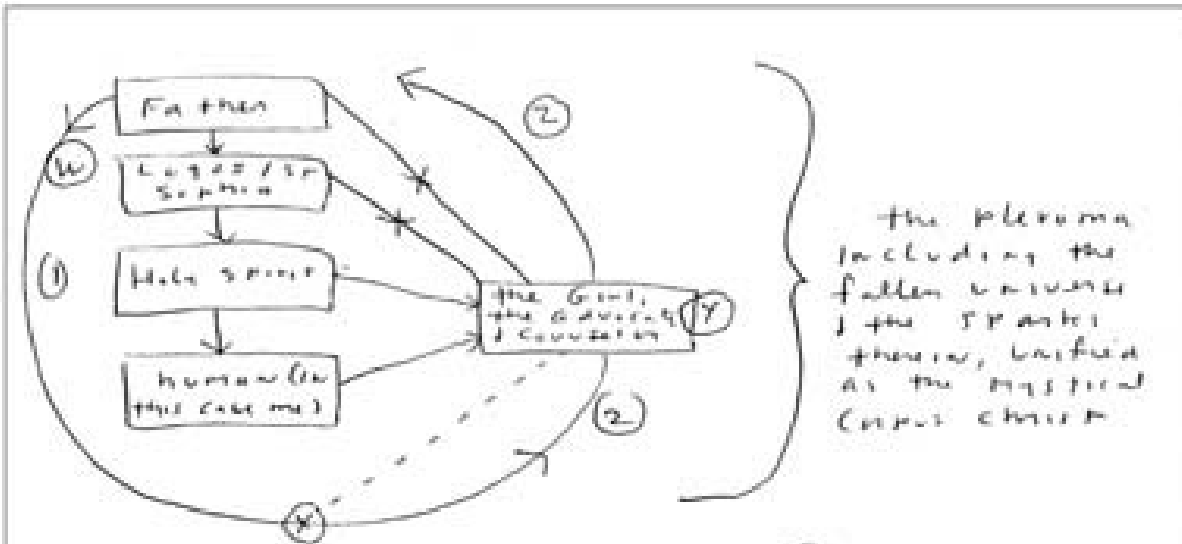 Father
2
W
Logos/St
Sophia
1
Holy Spirit
the Girl,
the advocate
& counselor
Y
human (in
this case me)
2
X
the pleroma
including the
fallen universe
& the sparks
therein, unified
as the mystical
Corpus Christi